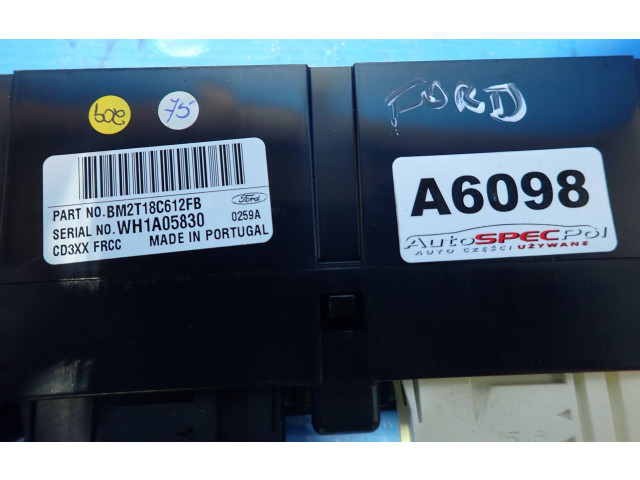 75
FORD
PART NO. BM2T18C612FB
Ford
SERIAL NO. WH1A05830
0259A
CD3XX FRCC
MADE IN PORTUGAL
A6098
AutoSPECPol
AUTO CZĘŚCI UŻYWANE